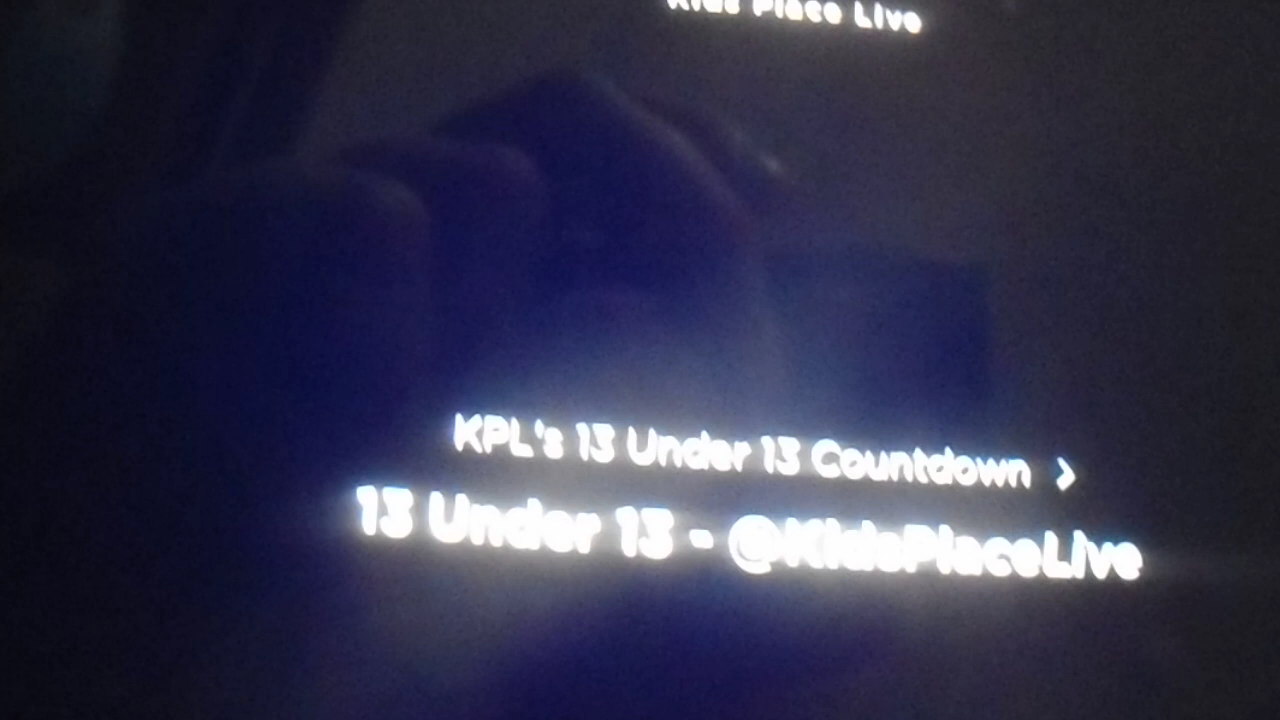 Kids Place Live
KPL's 13 Under 13 Countdown >
13 Under 13 - @KidsPlaceLive